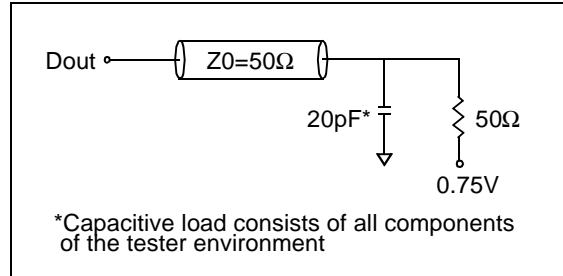 Dout
Z0=50Ω
20pF*
50Ω
0.75V
*Capacitive load consists of all components
of the tester environment